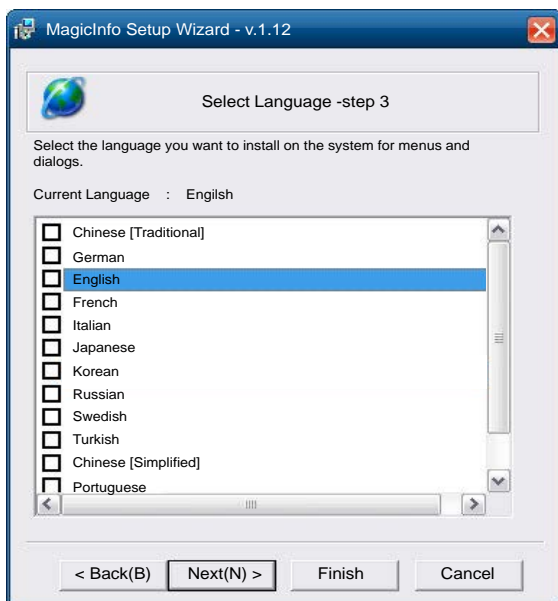 MagicInfo Setup Wizard - v.1.12
Select Language -step 3
Select the language you want to install on the system for menus and
dialogs.
Current Language : Engilsh
Chinese [Traditional]
German
English
French
Italian
Japanese
Korean
Russian
Swedish
Turkish
Chinese [Simplified]
Portuguese
< Back(B) Next(N) > Finish Cancel